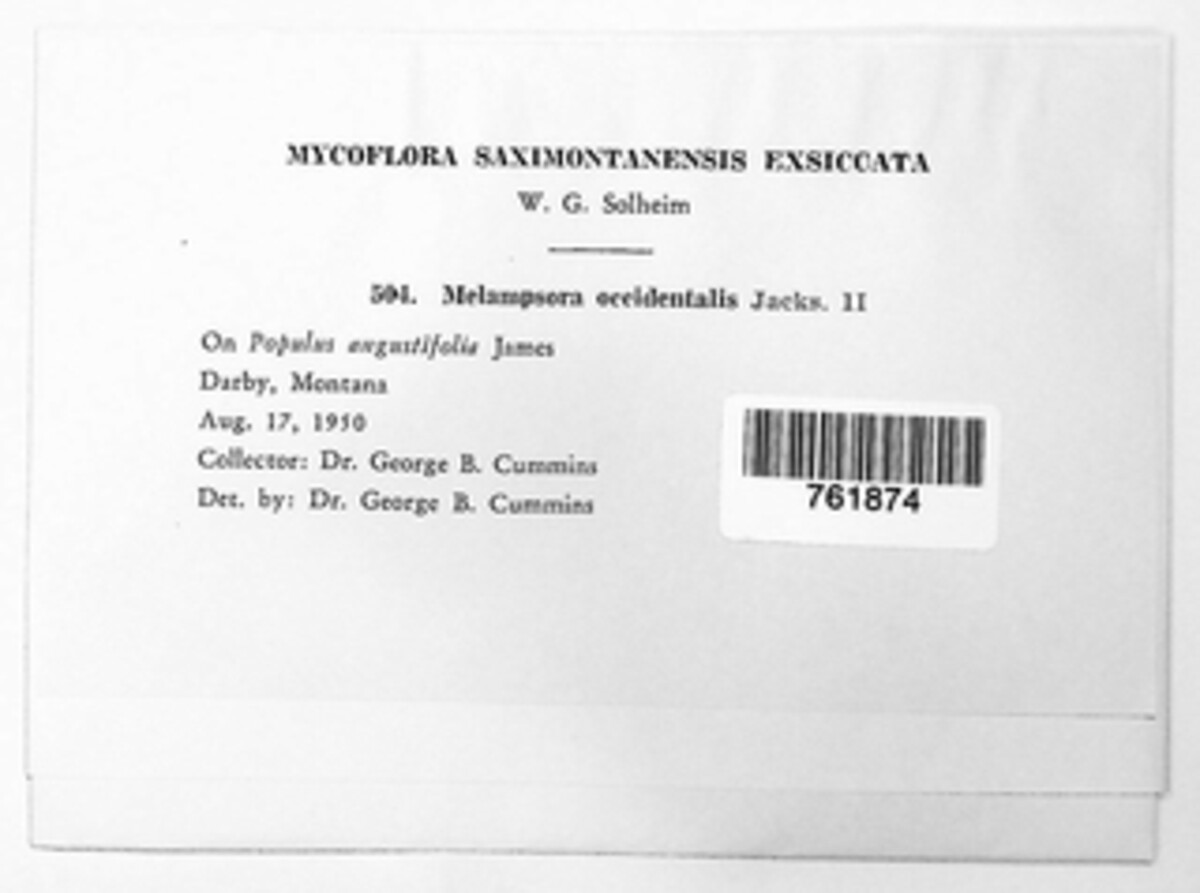 MYCOFLORA SAXIMONTANENSIS EXSICCATA
W. G. Solheim
504. Melampsora occidentalis Jacks. II
On Populus angustifolia James
Darby, Montana
Aug. 17, 1950
Collector: Dr. George B. Cummins
Det. by: Dr. George B. Cummins
761874